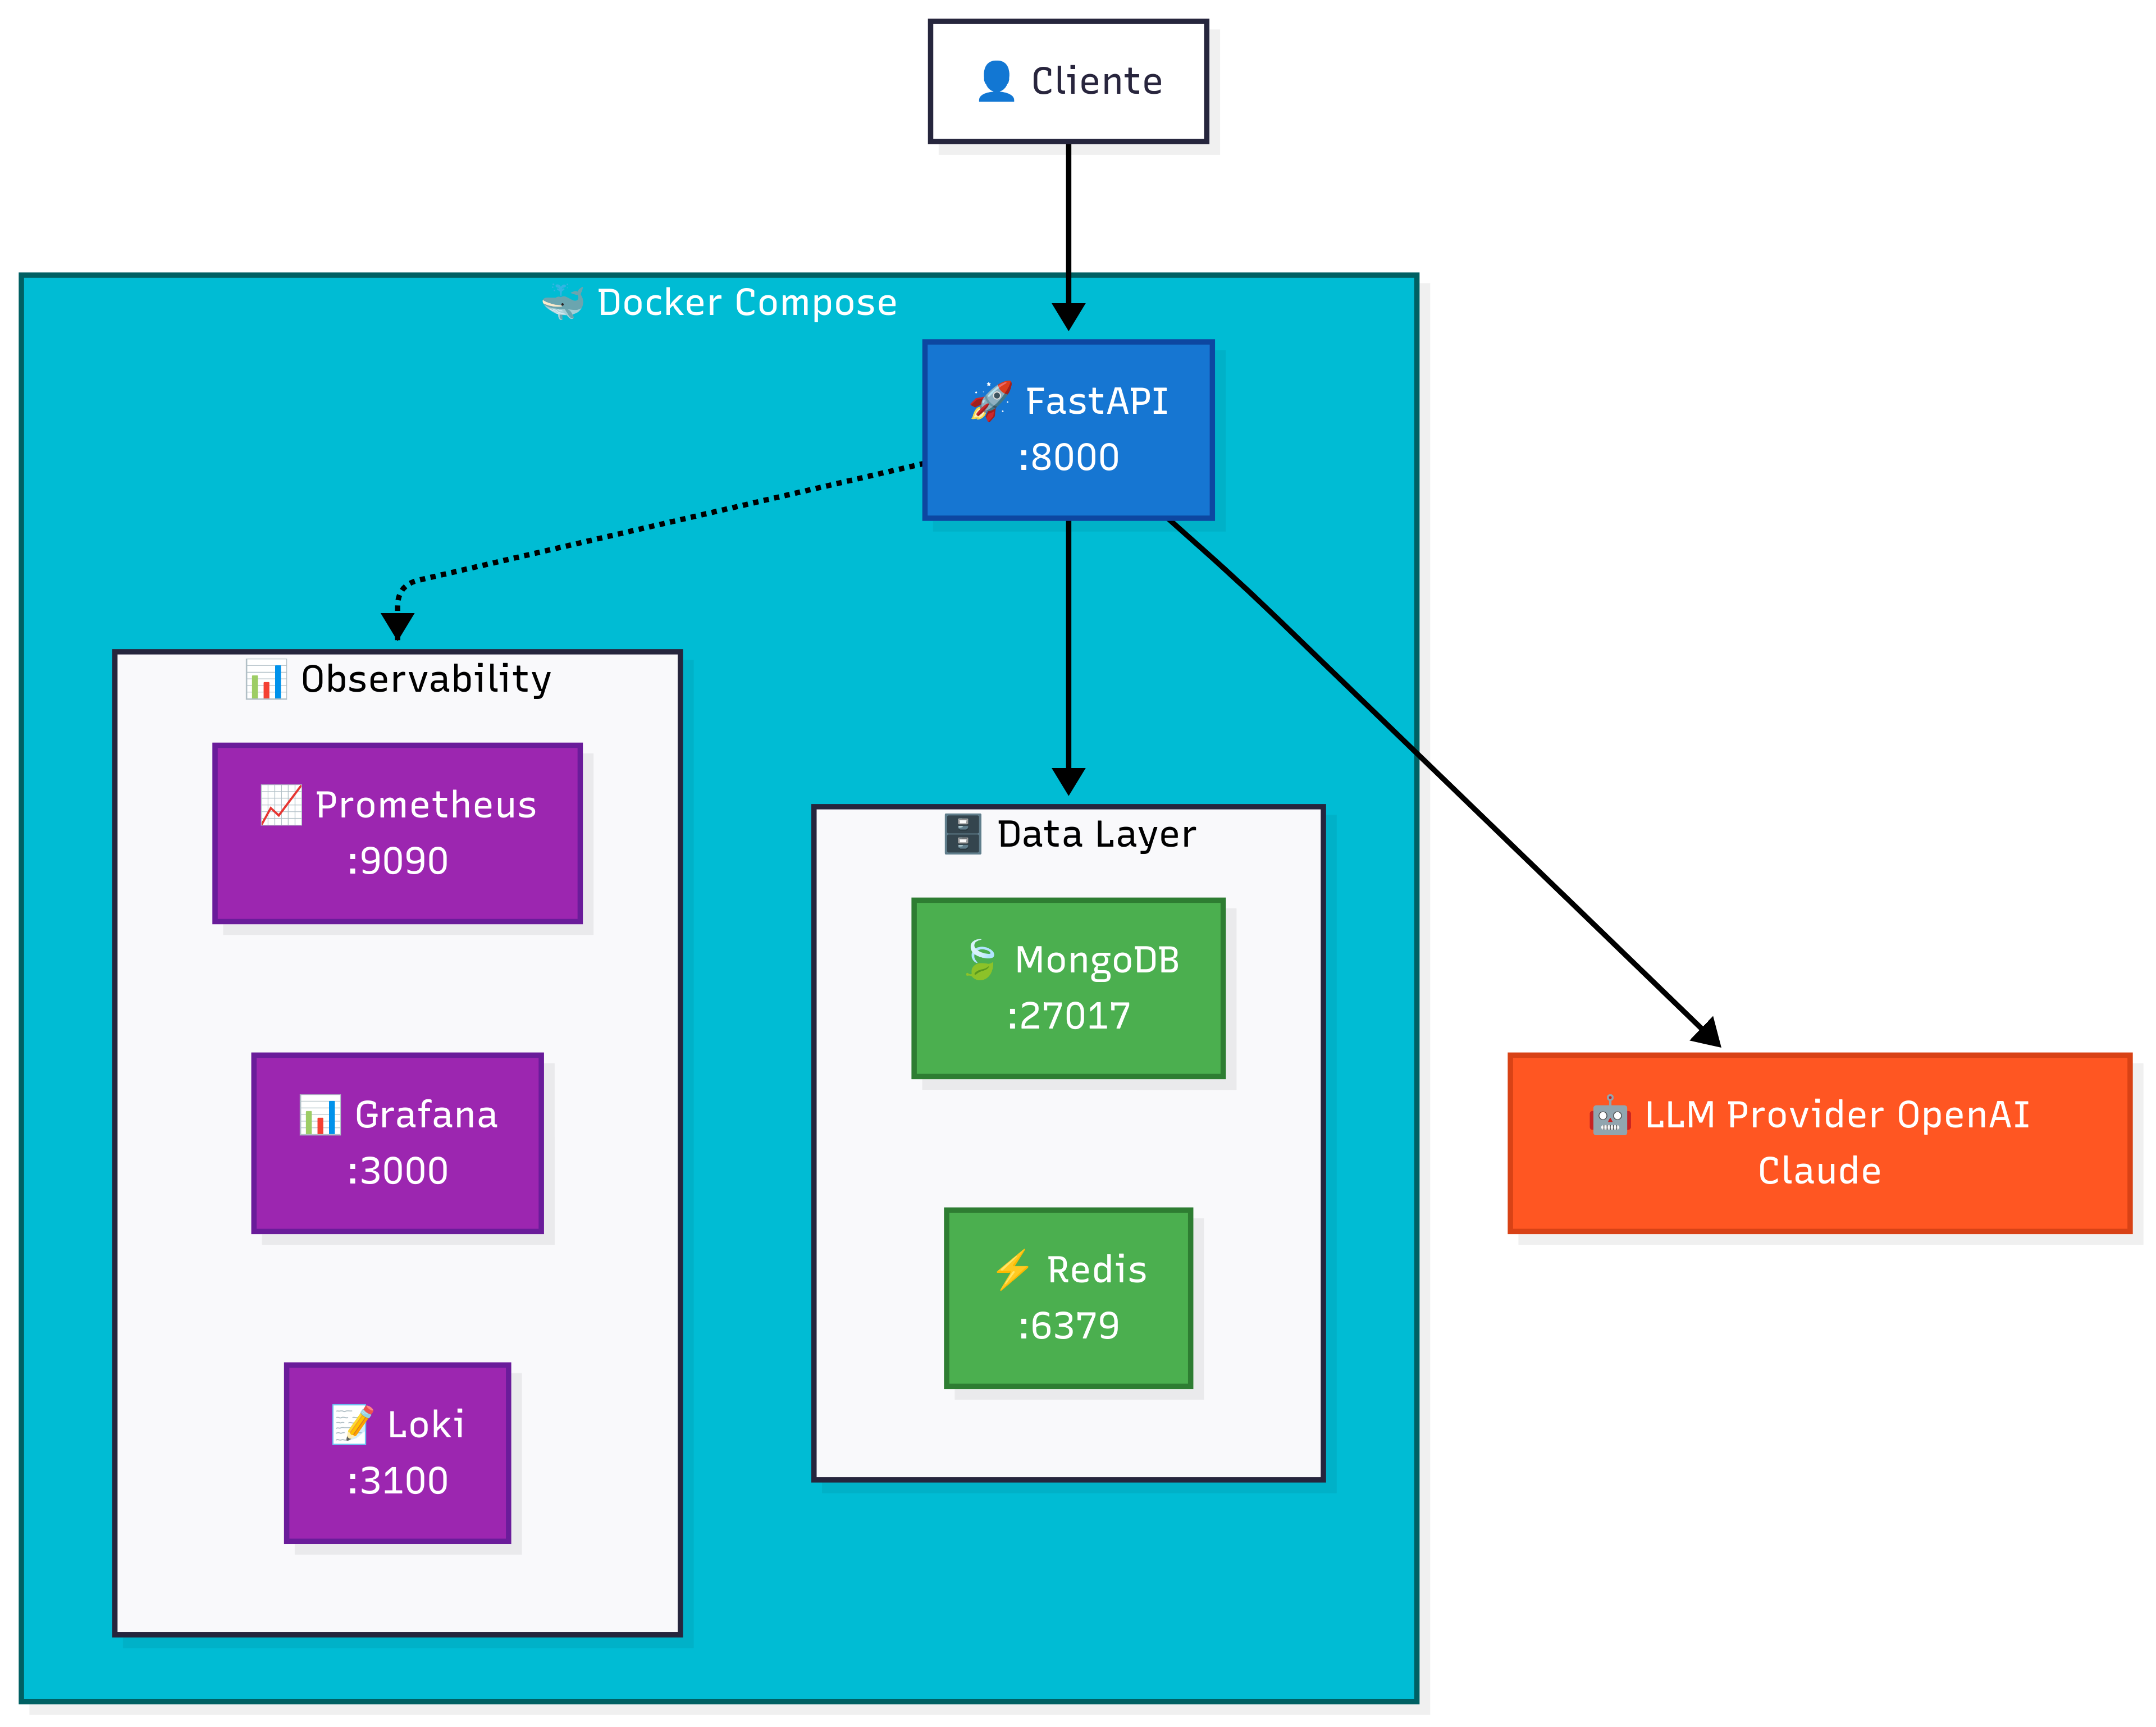 Cliente
Docker Compose
FastAPI
:8000
Observability
Prometheus
:9090
Grafana
:3000
Loki
:3100
Data Layer
MongoDB
:27017
Redis
:6379
LLM Provider OpenAI
Claude